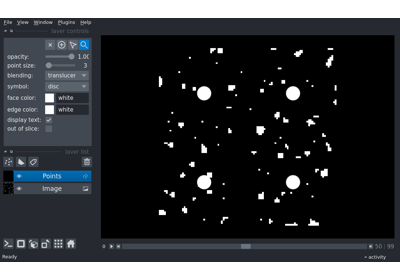 File View Window Plugins Help
layer controls
opacity: 1.00
point size: 3
blending: translucer
symbol: disc
face color: white
edge color: white
display text:
out of slice:
layer list
Points
Image
50 99
Ready
activity